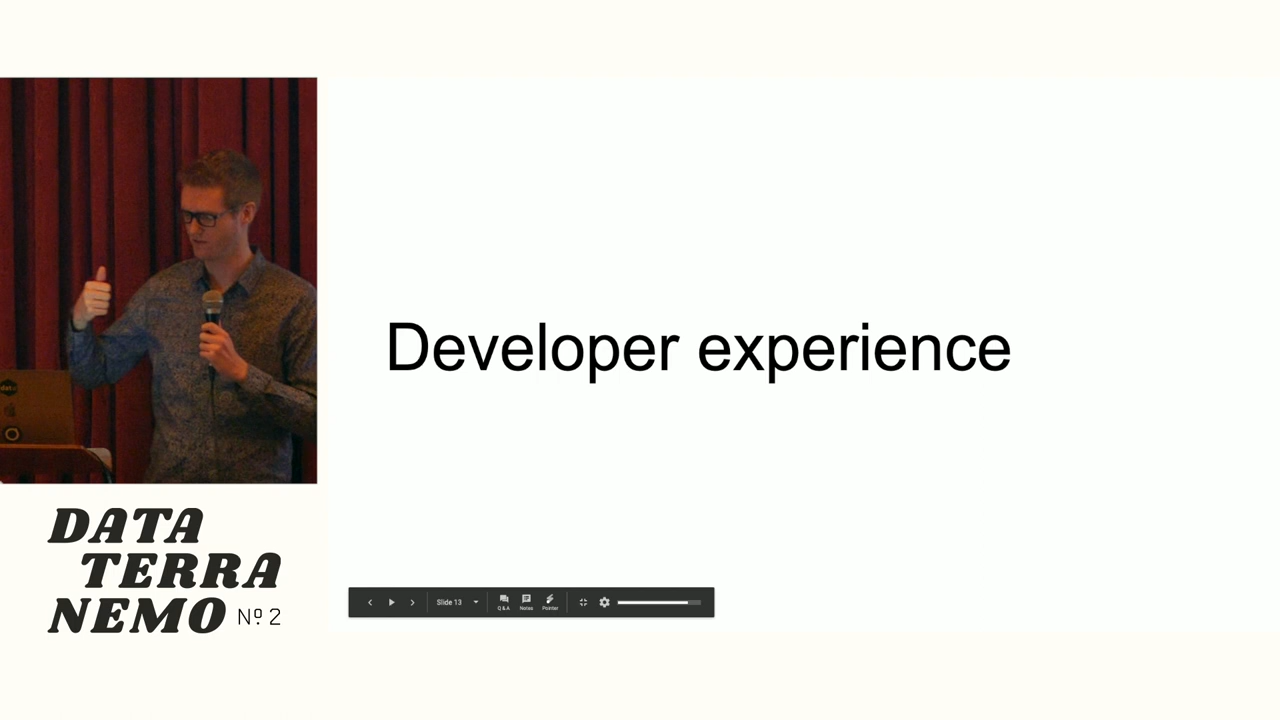 Developer experience
DATA
TERRA
NEMO Nº 2
Slide 13
Q & A
Notes
Pointer